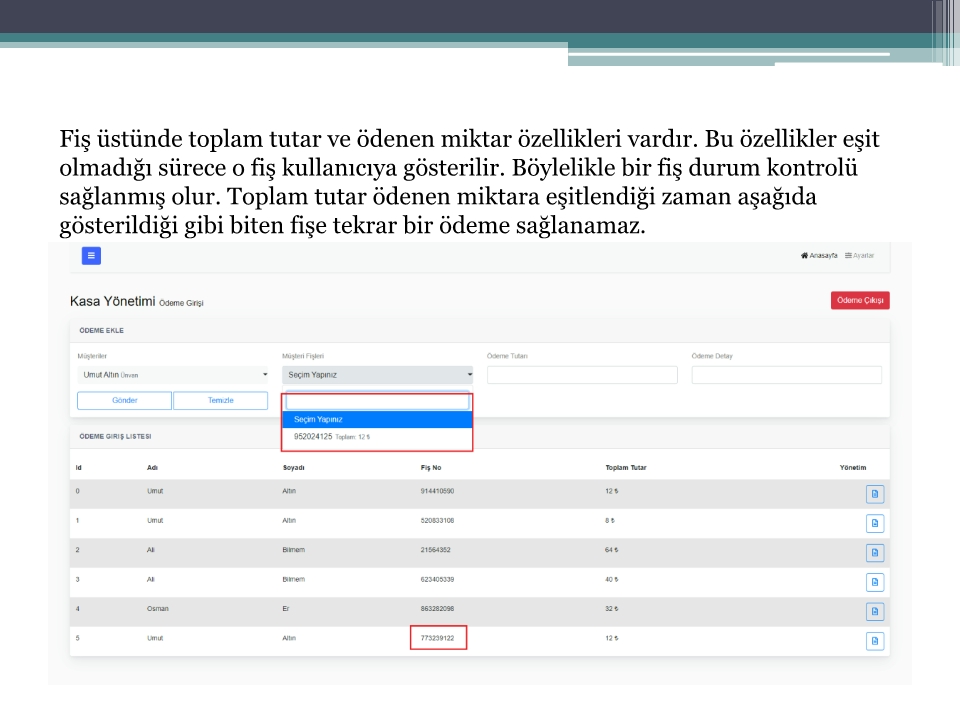 Fiş üstünde toplam tutar ve ödenen miktar özellikleri vardır. Bu özellikler eşit
olmadığı sürece o fiş kullanıcıya gösterilir. Böylelikle bir fiş durum kontrolü
sağlanmış olur. Toplam tutar ödenen miktara eşitlendiği zaman aşağıda
gösterildiği gibi biten fişe tekrar bir ödeme sağlanamaz.
Anasayfa Ayarlar
Kasa Yönetimi Ödeme Girişi Ödeme Çıkışı
ÖDEME EKLE
Müşteriler Müşteri Fişleri Ödeme Tutarı Ödeme Detay
Umut Altın Ünvan Seçim Yapınız
Gönder Temizle
Seçim Yapınız
952024125 Toplam: 12 ₺
ÖDEME GİRİŞ LİSTESİ
Id Adı Soyadı Fiş No Toplam Tutar Yönetim
0 Umut Altın 914410590 12 ₺
1 Umut Altın 520833108 8 ₺
2 Ali Bilmem 21564352 64 ₺
3 Ali Bilmem 623405339 40 ₺
4 Osman Er 863282098 32 ₺
5 Umut Altın 773239122 12 ₺